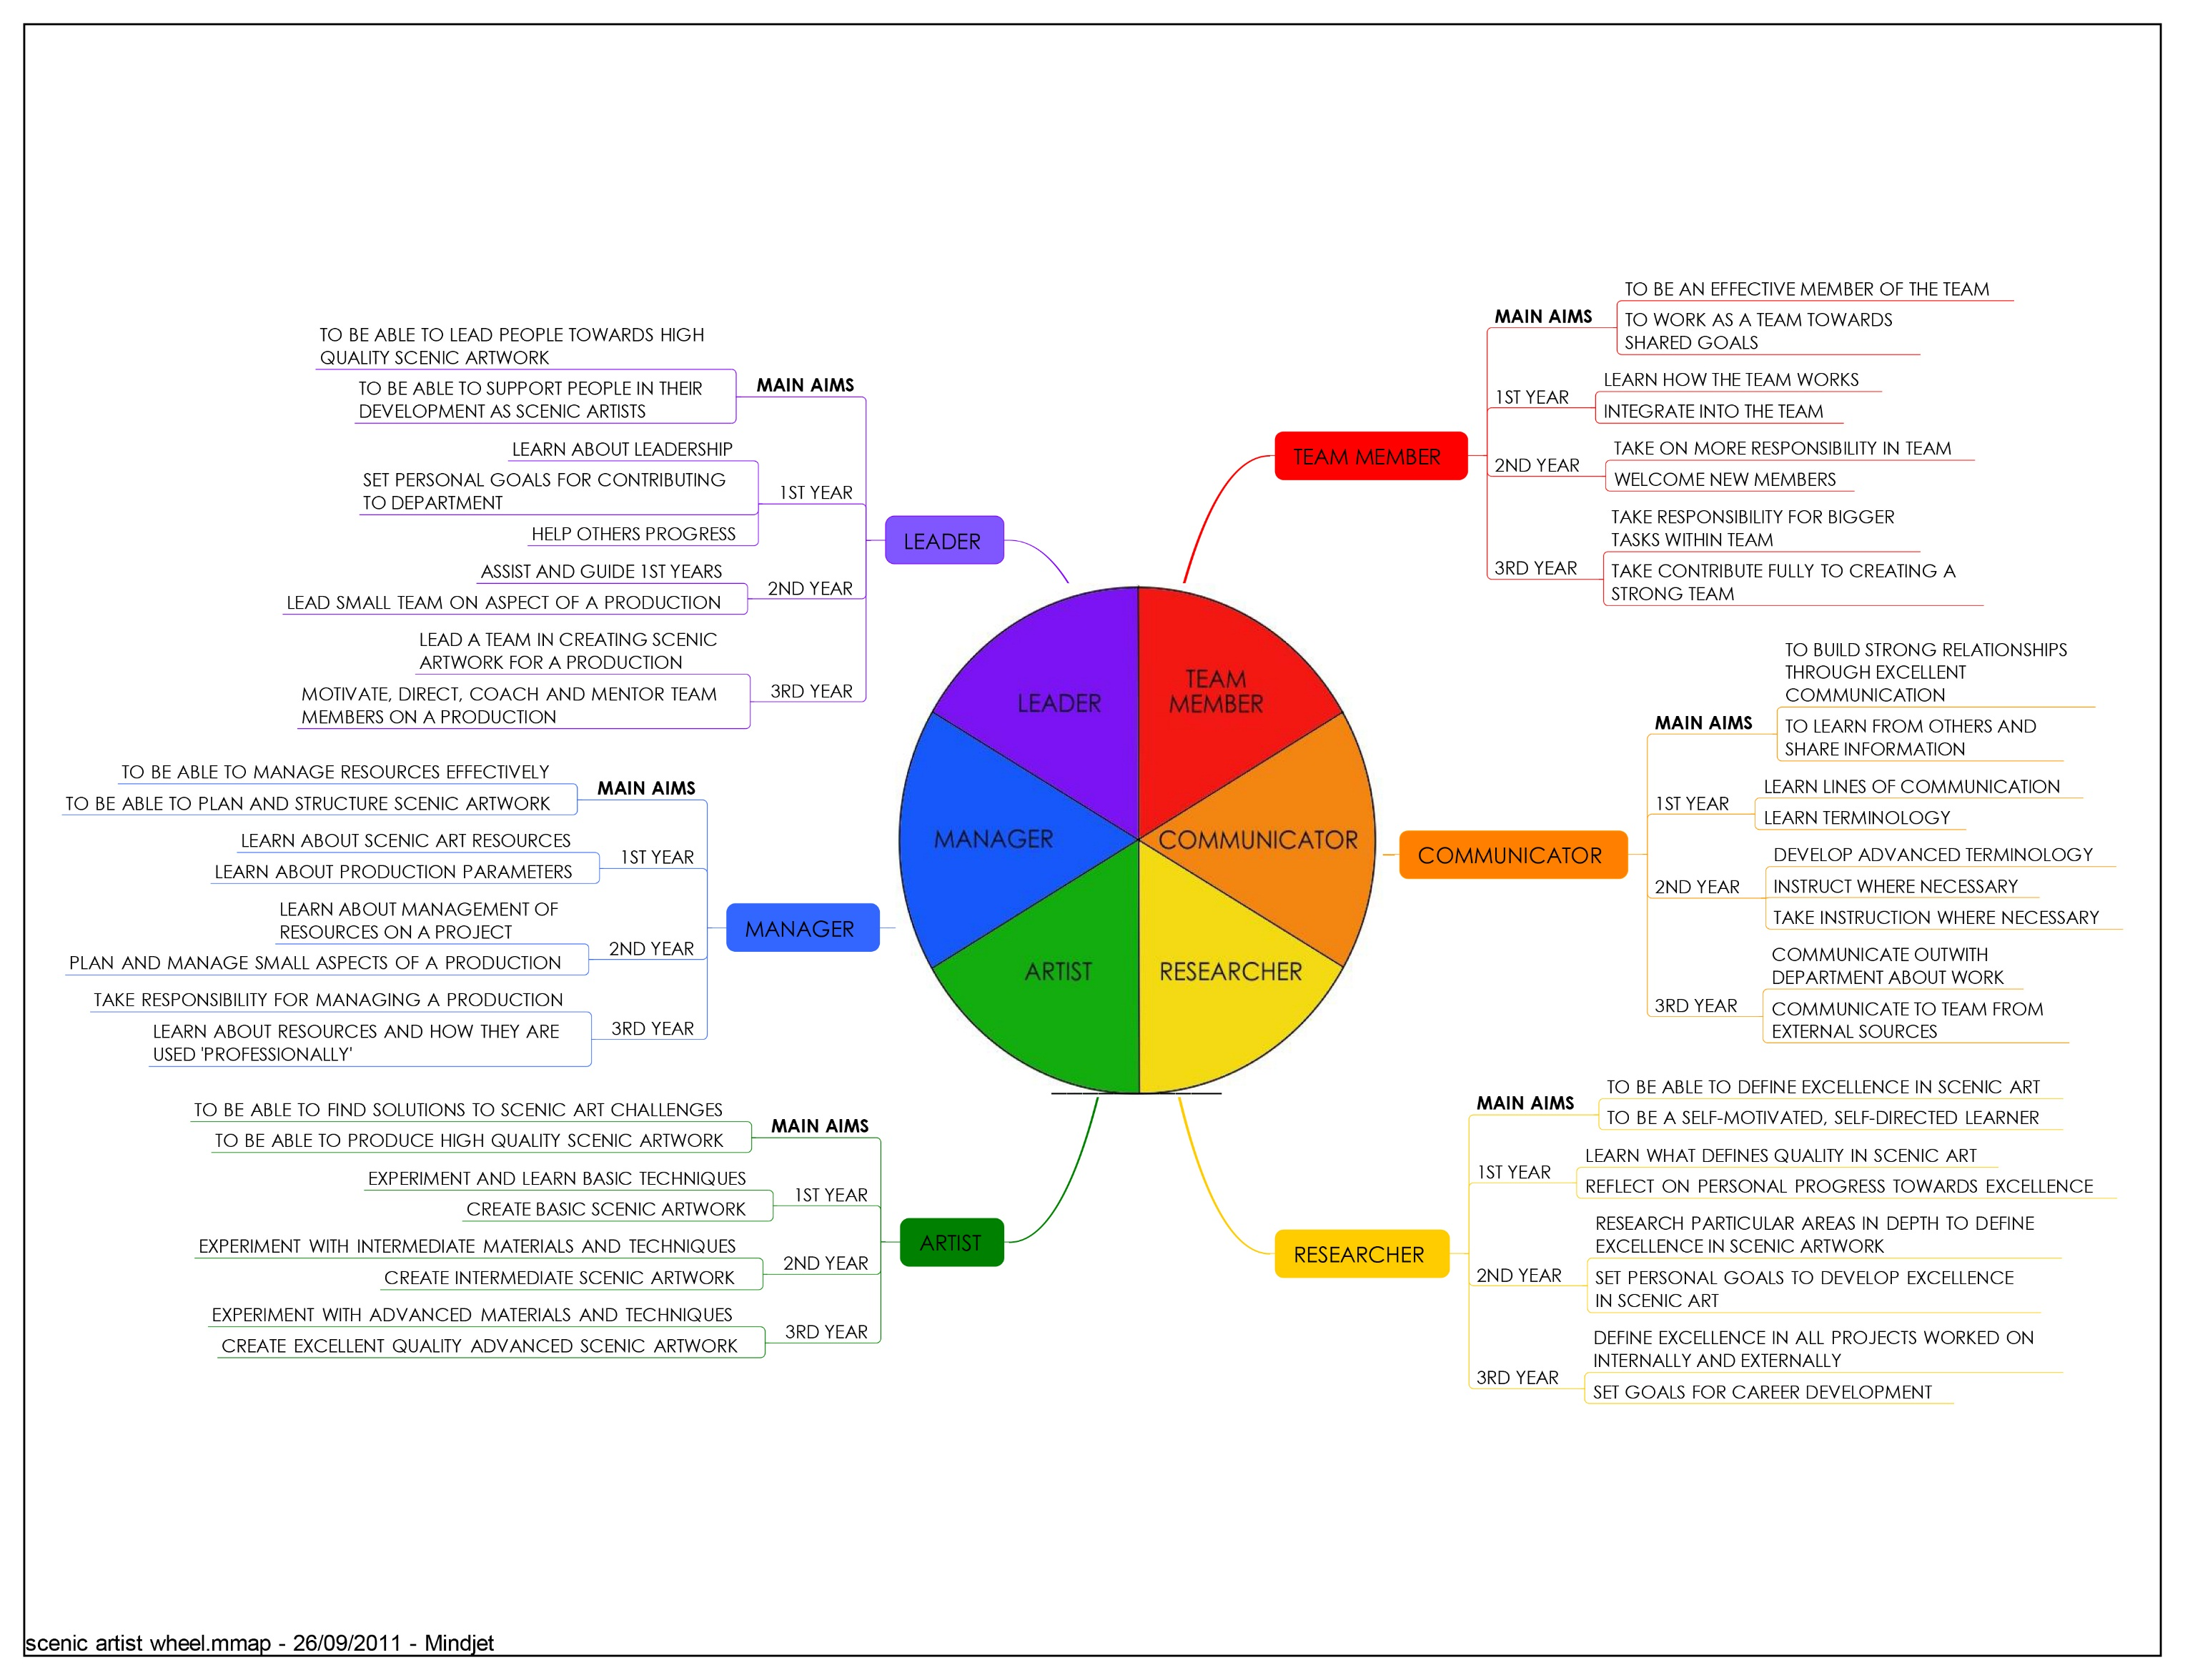 TO BE ABLE TO LEAD PEOPLE TOWARDS HIGH
QUALITY SCENIC ARTWORK
TO BE ABLE TO SUPPORT PEOPLE IN THEIR
DEVELOPMENT AS SCENIC ARTISTS
MAIN AIMS
LEARN ABOUT LEADERSHIP
SET PERSONAL GOALS FOR CONTRIBUTING
TO DEPARTMENT
HELP OTHERS PROGRESS
1ST YEAR
ASSIST AND GUIDE 1ST YEARS
LEAD SMALL TEAM ON ASPECT OF A PRODUCTION
2ND YEAR
LEAD A TEAM IN CREATING SCENIC
ARTWORK FOR A PRODUCTION
MOTIVATE, DIRECT, COACH AND MENTOR TEAM
MEMBERS ON A PRODUCTION
3RD YEAR
LEADER
TO BE ABLE TO MANAGE RESOURCES EFFECTIVELY
TO BE ABLE TO PLAN AND STRUCTURE SCENIC ARTWORK
MAIN AIMS
LEARN ABOUT SCENIC ART RESOURCES
LEARN ABOUT PRODUCTION PARAMETERS
1ST YEAR
LEARN ABOUT MANAGEMENT OF
RESOURCES ON A PROJECT
PLAN AND MANAGE SMALL ASPECTS OF A PRODUCTION
2ND YEAR
TAKE RESPONSIBILITY FOR MANAGING A PRODUCTION
LEARN ABOUT RESOURCES AND HOW THEY ARE
USED 'PROFESSIONALLY'
3RD YEAR
MANAGER
TO BE ABLE TO FIND SOLUTIONS TO SCENIC ART CHALLENGES
TO BE ABLE TO PRODUCE HIGH QUALITY SCENIC ARTWORK
MAIN AIMS
EXPERIMENT AND LEARN BASIC TECHNIQUES
CREATE BASIC SCENIC ARTWORK
1ST YEAR
EXPERIMENT WITH INTERMEDIATE MATERIALS AND TECHNIQUES
CREATE INTERMEDIATE SCENIC ARTWORK
2ND YEAR
EXPERIMENT WITH ADVANCED MATERIALS AND TECHNIQUES
CREATE EXCELLENT QUALITY ADVANCED SCENIC ARTWORK
3RD YEAR
ARTIST
LEADER
TEAM
MEMBER
MANAGER
COMMUNICATOR
ARTIST
RESEARCHER
TEAM MEMBER
MAIN AIMS
TO BE AN EFFECTIVE MEMBER OF THE TEAM
TO WORK AS A TEAM TOWARDS
SHARED GOALS
1ST YEAR
LEARN HOW THE TEAM WORKS
INTEGRATE INTO THE TEAM
2ND YEAR
TAKE ON MORE RESPONSIBILITY IN TEAM
WELCOME NEW MEMBERS
3RD YEAR
TAKE RESPONSIBILITY FOR BIGGER
TASKS WITHIN TEAM
TAKE CONTRIBUTE FULLY TO CREATING A
STRONG TEAM
COMMUNICATOR
MAIN AIMS
TO BUILD STRONG RELATIONSHIPS
THROUGH EXCELLENT
COMMUNICATION
TO LEARN FROM OTHERS AND
SHARE INFORMATION
1ST YEAR
LEARN LINES OF COMMUNICATION
LEARN TERMINOLOGY
2ND YEAR
DEVELOP ADVANCED TERMINOLOGY
INSTRUCT WHERE NECESSARY
TAKE INSTRUCTION WHERE NECESSARY
3RD YEAR
COMMUNICATE OUTWITH
DEPARTMENT ABOUT WORK
COMMUNICATE TO TEAM FROM
EXTERNAL SOURCES
RESEARCHER
MAIN AIMS
TO BE ABLE TO DEFINE EXCELLENCE IN SCENIC ART
TO BE A SELF-MOTIVATED, SELF-DIRECTED LEARNER
1ST YEAR
LEARN WHAT DEFINES QUALITY IN SCENIC ART
REFLECT ON PERSONAL PROGRESS TOWARDS EXCELLENCE
2ND YEAR
RESEARCH PARTICULAR AREAS IN DEPTH TO DEFINE
EXCELLENCE IN SCENIC ARTWORK
SET PERSONAL GOALS TO DEVELOP EXCELLENCE
IN SCENIC ART
3RD YEAR
DEFINE EXCELLENCE IN ALL PROJECTS WORKED ON
INTERNALLY AND EXTERNALLY
SET GOALS FOR CAREER DEVELOPMENT
scenic artist wheel.mmap - 26/09/2011 - Mindjet